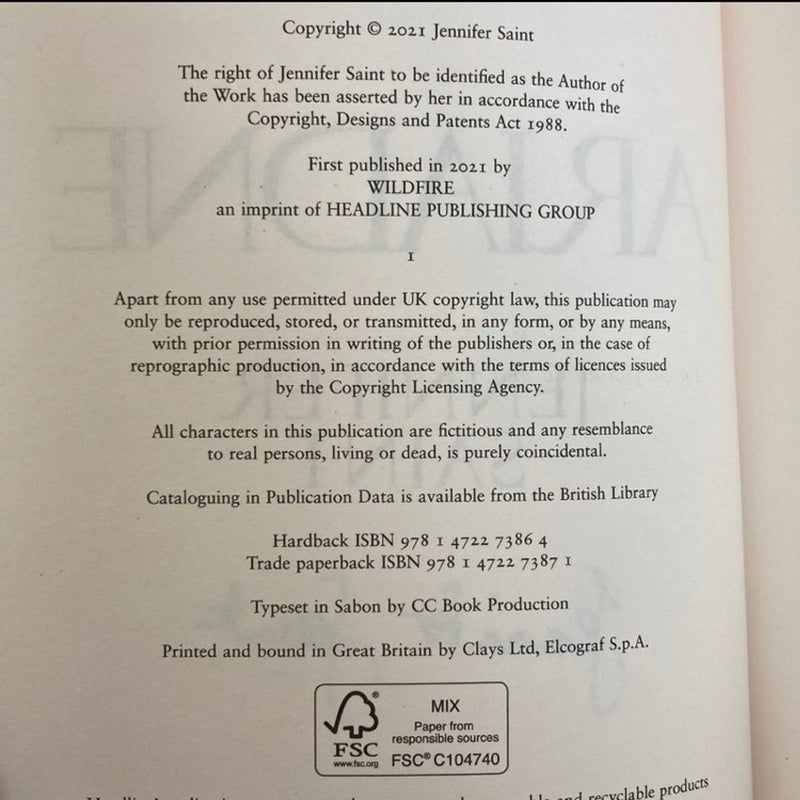 Copyright © 2021 Jennifer Saint
The right of Jennifer Saint to be identified as the Author of
the Work has been asserted by her in accordance with the
Copyright, Designs and Patents Act 1988.
First published in 2021 by
WILDFIRE
an imprint of HEADLINE PUBLISHING GROUP
1
Apart from any use permitted under UK copyright law, this publication may
only be reproduced, stored, or transmitted, in any form, or by any means,
with prior permission in writing of the publishers or, in the case of
reprographic production, in accordance with the terms of licences issued
by the Copyright Licensing Agency.
All characters in this publication are fictitious and any resemblance
to real persons, living or dead, is purely coincidental.
Cataloguing in Publication Data is available from the British Library
Hardback ISBN 978 1 4722 7386 4
Trade paperback ISBN 978 1 4722 7387 1
Typeset in Sabon by CC Book Production
Printed and bound in Great Britain by Clays Ltd, Elcograf S.p.A.
FSC
www.fsc.org
MIX
Paper from
responsible sources
FSC® C104740
and recyclable products